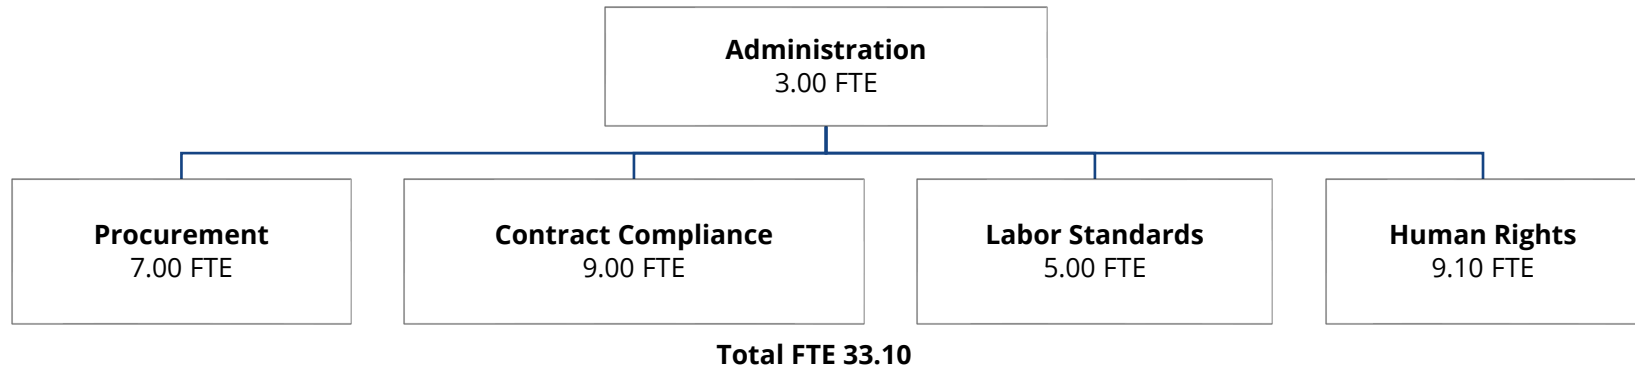 Administration
3.00 FTE
Procurement
7.00 FTE
Contract Compliance
9.00 FTE
Labor Standards
5.00 FTE
Human Rights
9.10 FTE
Total FTE 33.10